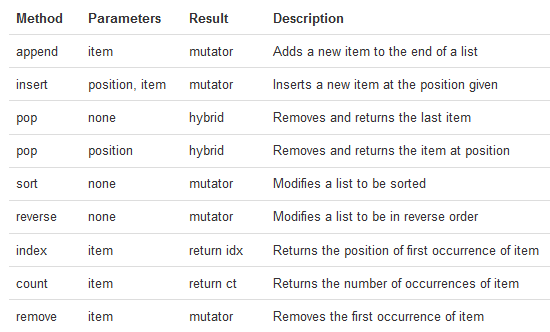 Method Parameters Result Description
append item mutator Adds a new item to the end of a list
insert position, item mutator Inserts a new item at the position given
pop none hybrid Removes and returns the last item
pop position hybrid Removes and returns the item at position
sort none mutator Modifies a list to be sorted
reverse none mutator Modifies a list to be in reverse order
index item return idx Returns the position of first occurrence of item
count item return ct Returns the number of occurrences of item
remove item mutator Removes the first occurrence of item